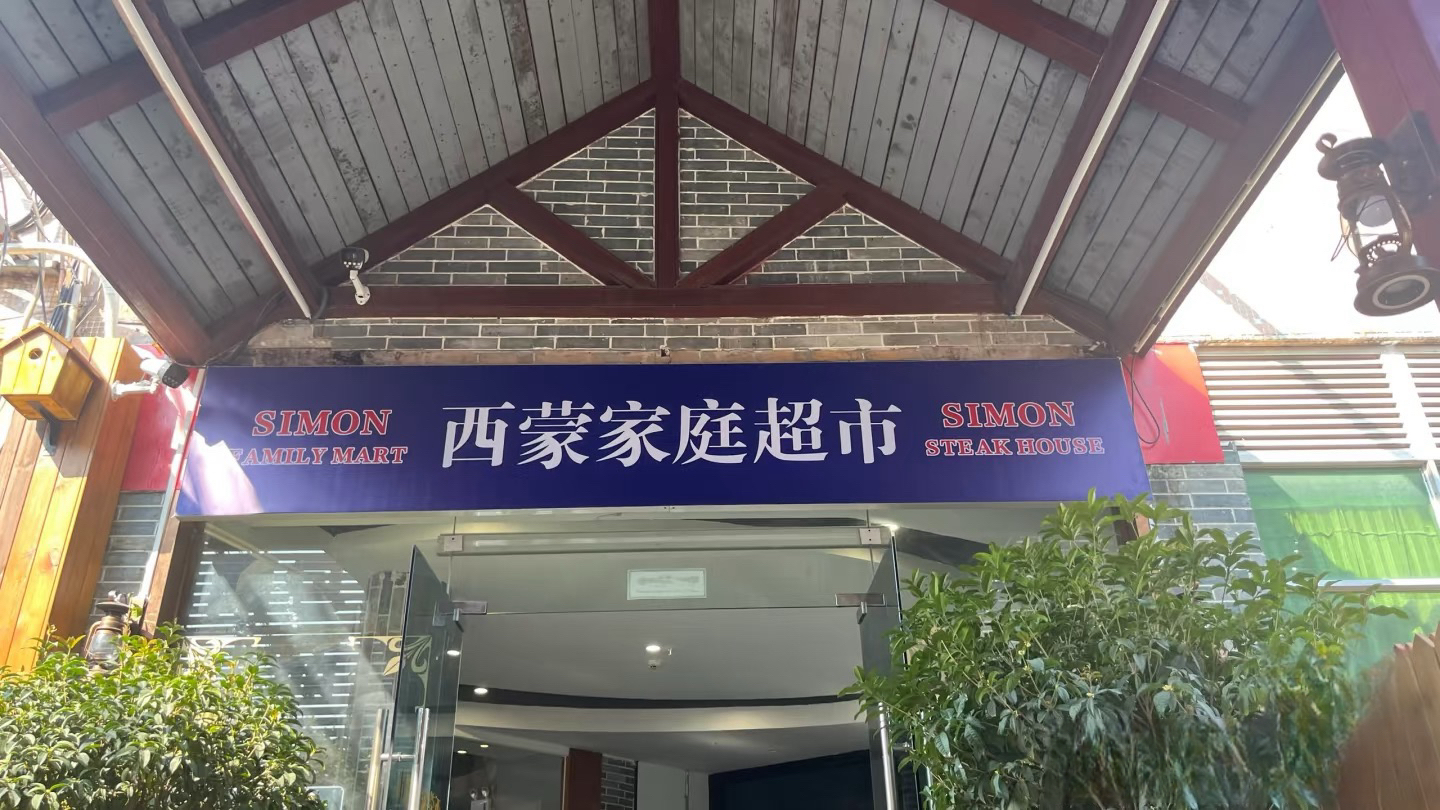 SIMON
FAMILY MART
西蒙家庭超市
SIMON
STEAK HOUSE